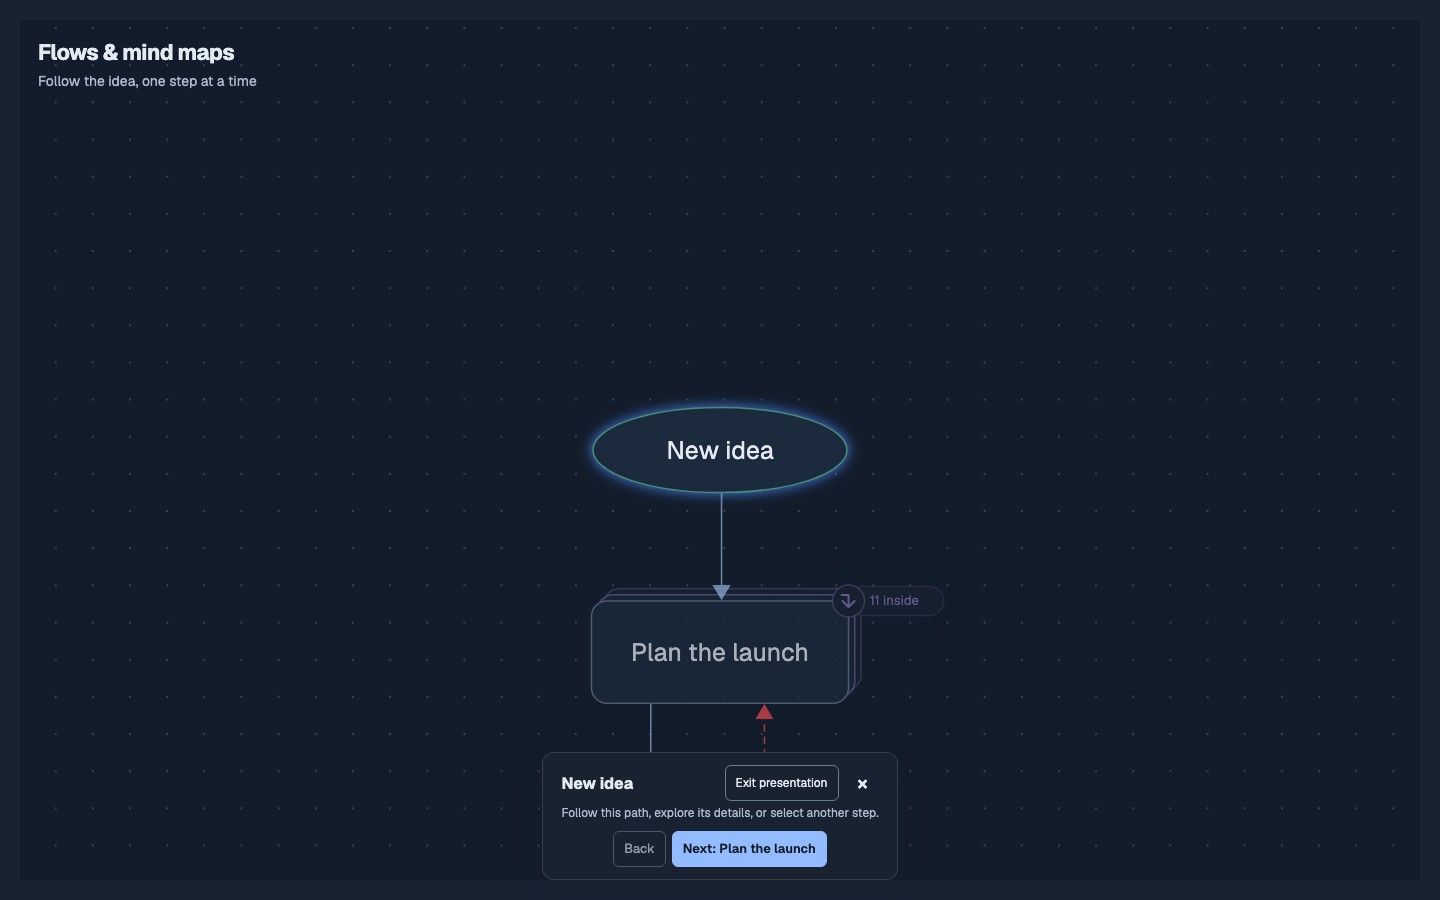 Flows & mind maps
Follow the idea, one step at a time
New idea
11 inside
Plan the launch
New idea
Exit presentation
×
Follow this path, explore its details, or select another step.
Back
Next: Plan the launch